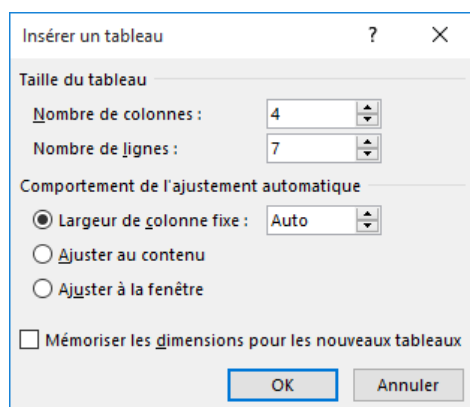 Insérer un tableau ? ×
Taille du tableau
Nombre de colonnes : 4
Nombre de lignes : 7
Comportement de l'ajustement automatique
Largeur de colonne fixe : Auto
Ajuster au contenu
Ajuster à la fenêtre
Mémoriser les dimensions pour les nouveaux tableaux
OK Annuler